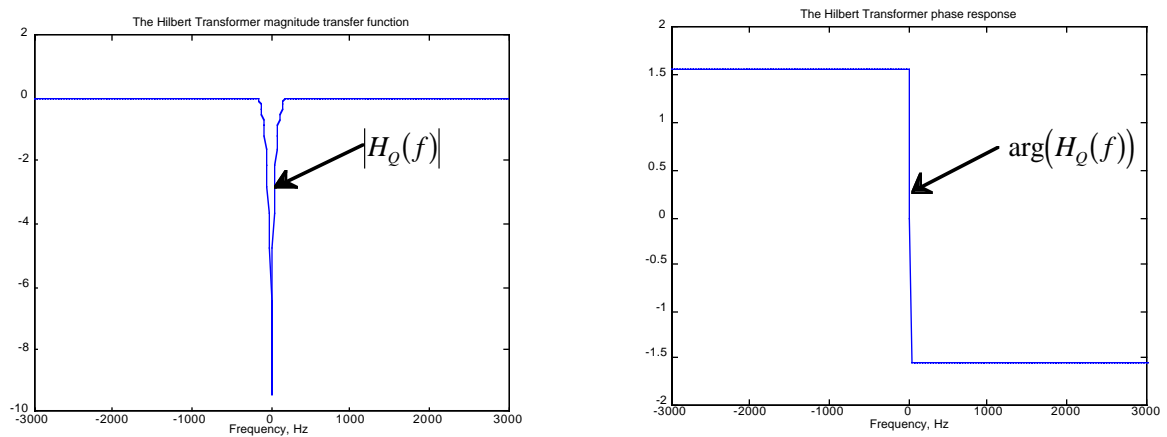 The Hilbert Transformer magnitude transfer function
2
0
-2
-4
-6
-8
-10
-3000 -2000 -1000 0 1000 2000 3000
Frequency, Hz
|H_Q(f)|
The Hilbert Transformer phase response
2
1.5
1
0.5
0
-0.5
-1
-1.5
-2
-3000 -2000 -1000 0 1000 2000 3000
Frequency, Hz
arg(H_Q(f))